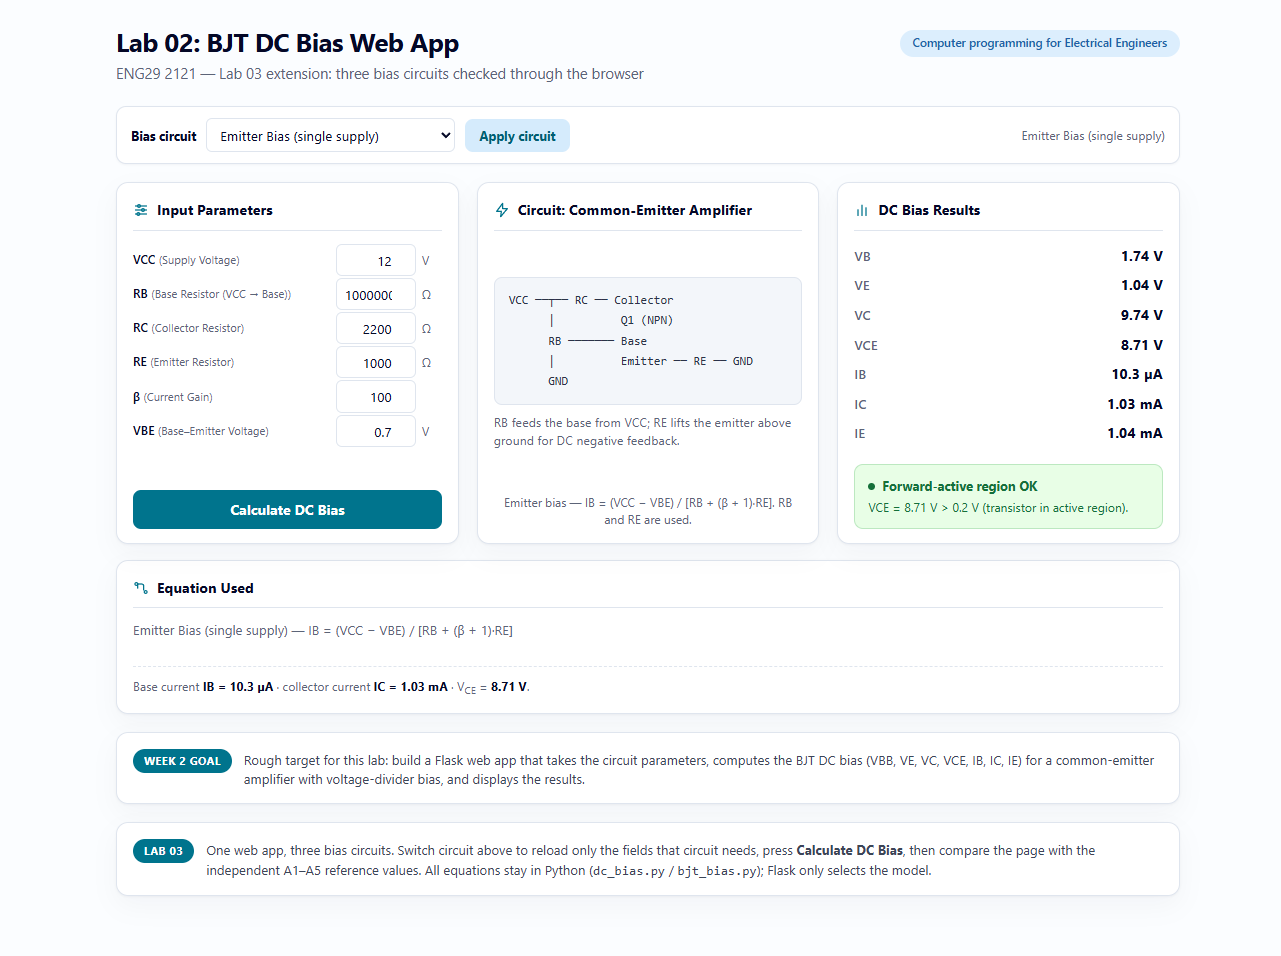 Lab 02: BJT DC Bias Web App
Computer programming for Electrical Engineers
ENG29 2121 — Lab 03 extension: three bias circuits checked through the browser
Bias circuit
Emitter Bias (single supply)
Apply circuit
Emitter Bias (single supply)
Input Parameters
VCC (Supply Voltage) 12 V
RB (Base Resistor (VCC → Base)) 1000000 Ω
RC (Collector Resistor) 2200 Ω
RE (Emitter Resistor) 1000 Ω
β (Current Gain) 100
VBE (Base–Emitter Voltage) 0.7 V
Calculate DC Bias
Circuit: Common-Emitter Amplifier
VCC ──┬── RC ── Collector
│ Q1 (NPN)
RB ─────── Base
│ Emitter ── RE ── GND
GND
RB feeds the base from VCC; RE lifts the emitter above
ground for DC negative feedback.
Emitter bias — IB = (VCC − VBE) / [RB + (β + 1)·RE]. RB
and RE are used.
DC Bias Results
VB 1.74 V
VE 1.04 V
VC 9.74 V
VCE 8.71 V
IB 10.3 µA
IC 1.03 mA
IE 1.04 mA
Forward-active region OK
VCE = 8.71 V > 0.2 V (transistor in active region).
Equation Used
Emitter Bias (single supply) — IB = (VCC − VBE) / [RB + (β + 1)·RE]
Base current IB = 10.3 µA · collector current IC = 1.03 mA · VCE = 8.71 V.
WEEK 2 GOAL
Rough target for this lab: build a Flask web app that takes the circuit parameters, computes the BJT DC bias (VBB, VE, VC, VCE, IB, IC, IE) for a common-emitter
amplifier with voltage-divider bias, and displays the results.
LAB 03
One web app, three bias circuits. Switch circuit above to reload only the fields that circuit needs, press Calculate DC Bias, then compare the page with the
independent A1–A5 reference values. All equations stay in Python (dc_bias.py / bjt_bias.py); Flask only selects the model.